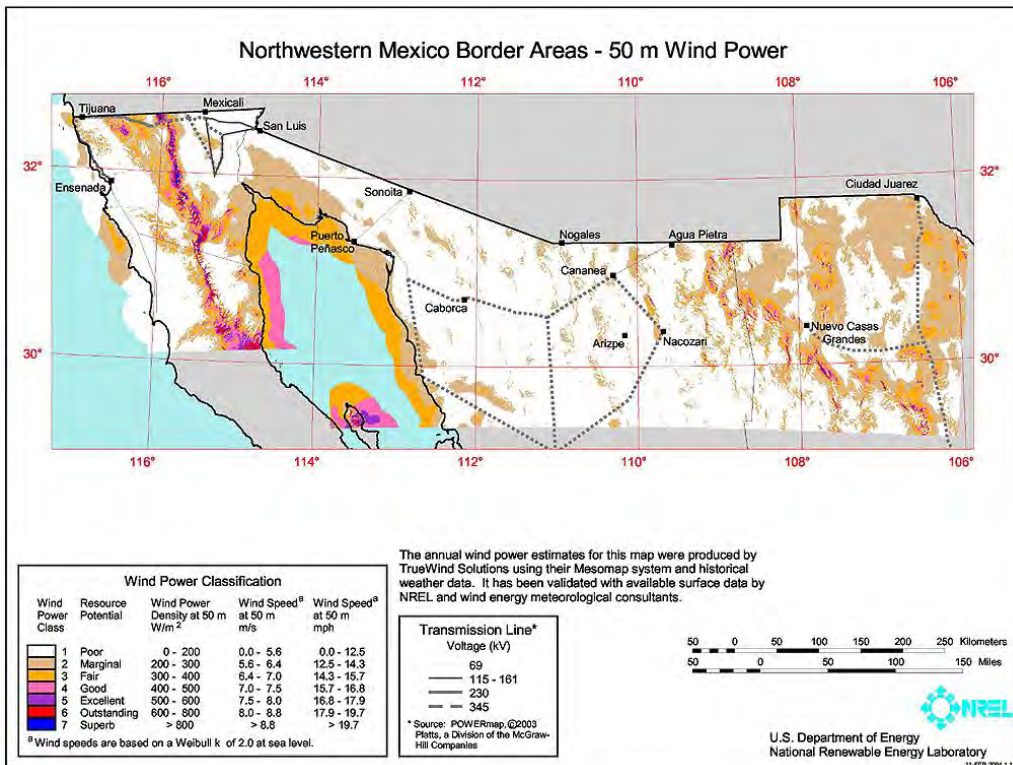 Northwestern Mexico Border Areas - 50 m Wind Power
116° 114° 112° 110° 108° 106°
Tijuana
Mexicali
San Luis
32° 32°
Ensenada
Sonoita
Ciudad Juarez
Puerto
Peñasco
Nogales
Agua Pietra
Cananea
Caborca
Arizpe
Nacozari
Nuevo Casas
Grandes
30° 30°
116° 114° 112° 110° 108° 106°
The annual wind power estimates for this map were produced by
TrueWind Solutions using their Mesomap system and historical
weather data. It has been validated with available surface data by
NREL and wind energy meteorological consultants.
Wind Power Classification
Wind Power Class Resource Potential Wind Power Density at 50 m W/m 2 Wind Speed a at 50 m m/s Wind Speed a at 50 m mph
1 Poor 0 - 200 0.0 - 5.6 0.0 - 12.5
2 Marginal 200 - 300 5.6 - 6.4 12.5 - 14.3
3 Fair 300 - 400 6.4 - 7.0 14.3 - 15.7
4 Good 400 - 500 7.0 - 7.5 15.7 - 16.8
5 Excellent 500 - 600 7.5 - 8.0 16.8 - 17.9
6 Outstanding 600 - 800 8.0 - 8.8 17.9 - 19.7
7 Superb > 800 > 8.8 > 19.7
a Wind speeds are based on a Weibull k of 2.0 at sea level.
Transmission Line*
Voltage (kV)
69
115 - 161
230
345
* Source: POWERmap, ©2003
Platts, a Division of the McGraw-
Hill Companies
50 0 50 100 150 200 250 Kilometers
50 0 50 100 150 Miles
NREL
U.S. Department of Energy
National Renewable Energy Laboratory